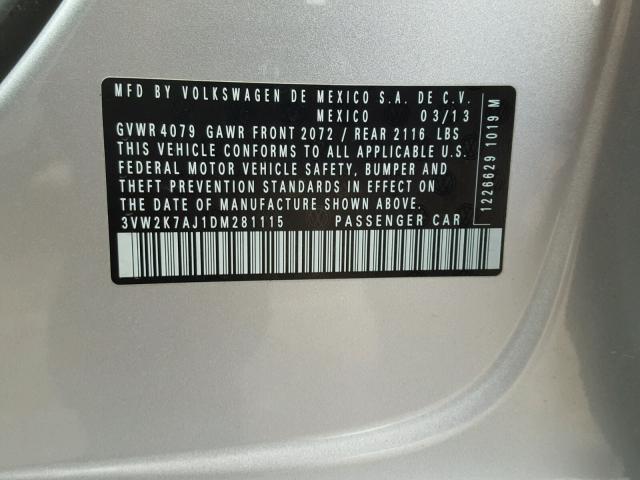 MFD BY VOLKSWAGEN DE MEXICO S.A. DE C.V.
MEXICO 03/13
GVWR 4079 GAWR FRONT 2072 / REAR 2116 LBS
THIS VEHICLE CONFORMS TO ALL APPLICABLE U.S.
FEDERAL MOTOR VEHICLE SAFETY, BUMPER AND
THEFT PREVENTION STANDARDS IN EFFECT ON
THE DATE OF MANUFACTURE SHOWN ABOVE.
3VW2K7AJ1DM281115 PASSENGER CAR
1226629 1019 M